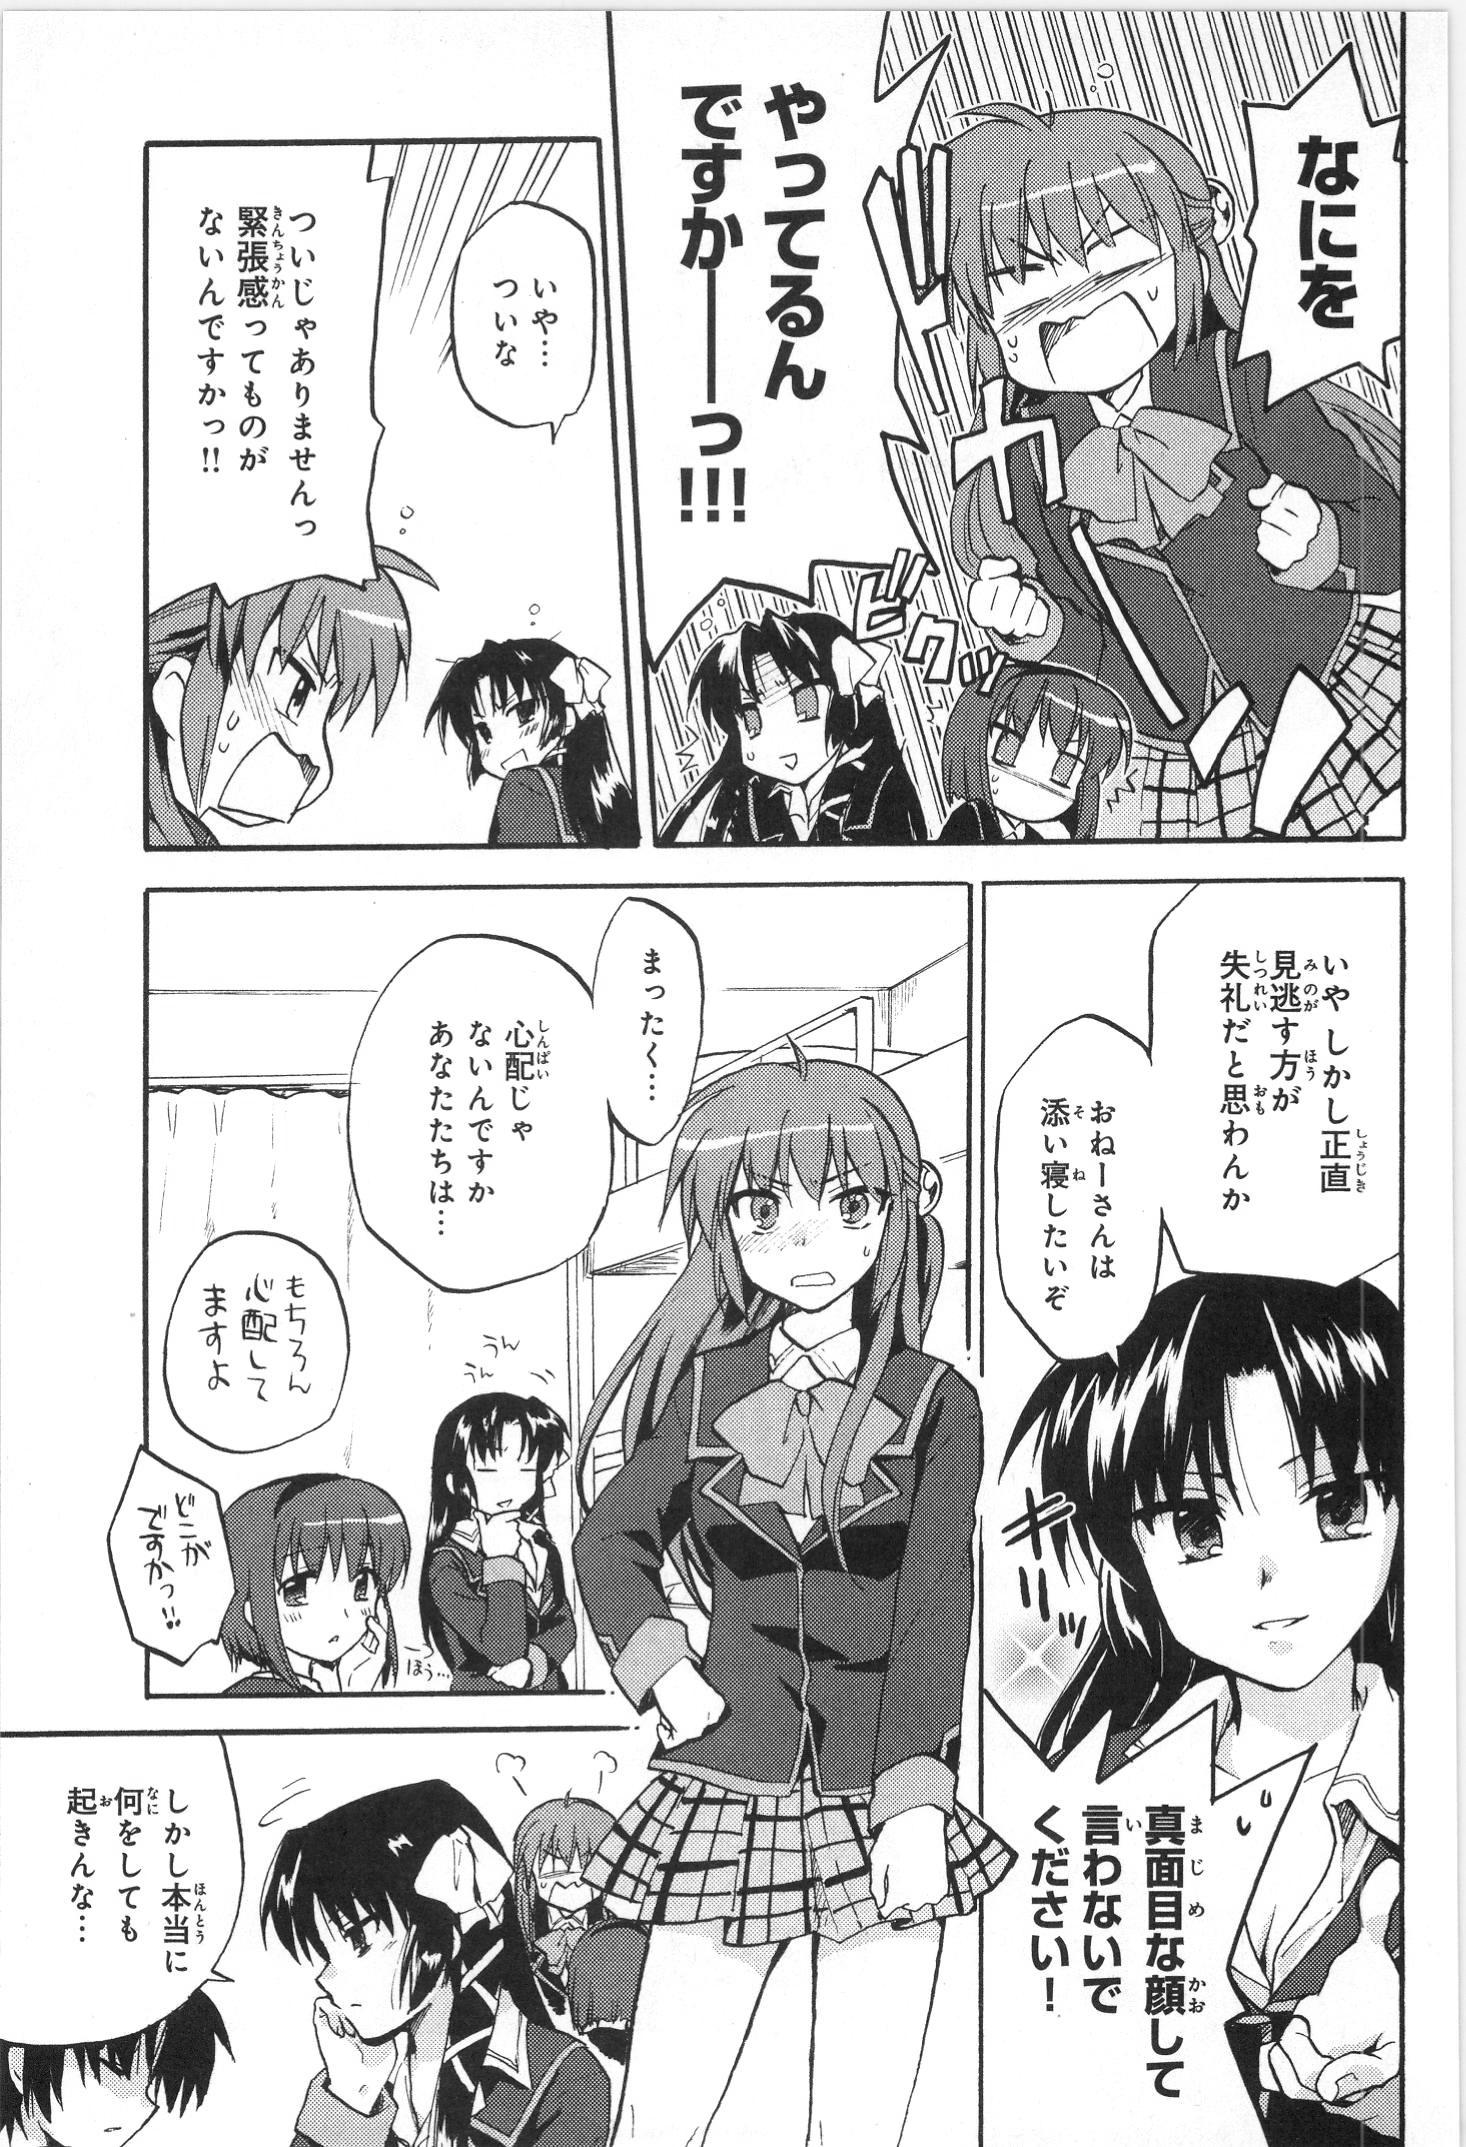 なにを
やってるん
ですかーーっ!!!
ドドド
ガーッ
ビクビクッ
いや…
ついな
ついじゃありませんっ
緊張感ってものが
ないんですかっ!!
いやしかし正直
見逃す方が
失礼だと思わんか
おねーさんは
添い寝したいぞ
真面目な顔して
言わないで
ください!
まったく…
心配じゃ
ないんですか
あなたたちは…
うん
うん
もちろん
心配して
ますよ
どこが
ですかっ!!
ほうっ…
しかし本当に
何をしても
起きんな…